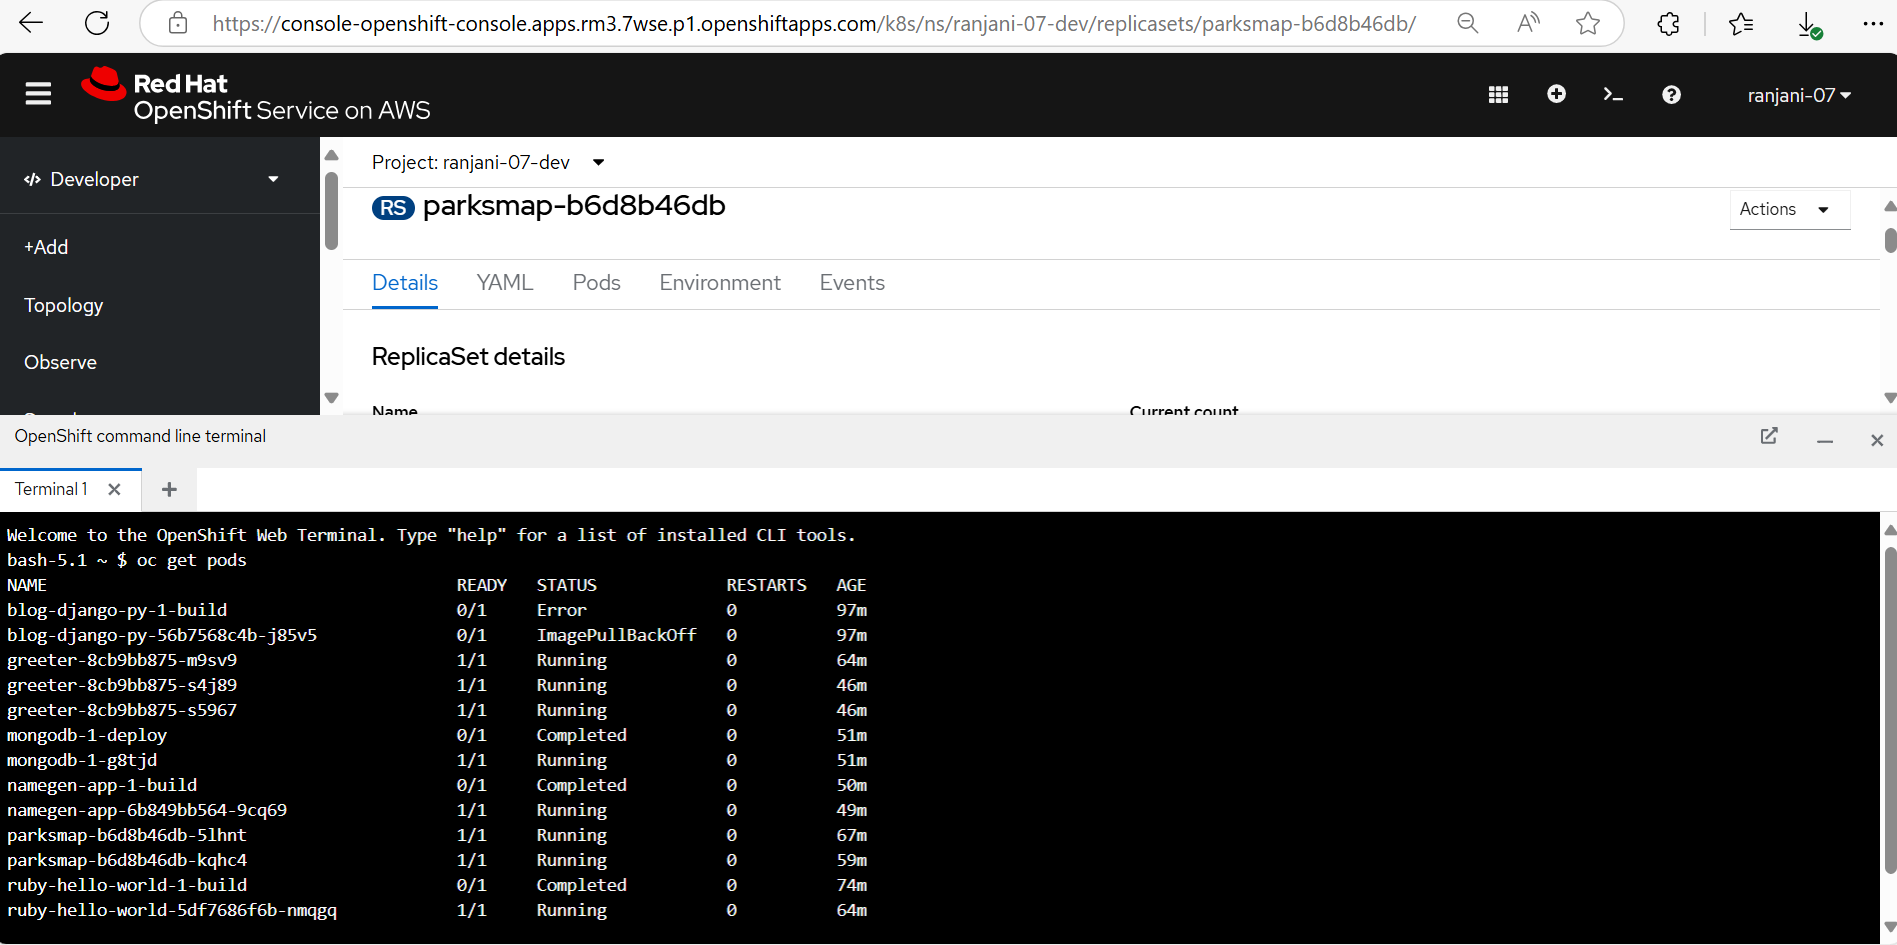 https://console-openshift-console.apps.rm3.7wse.p1.openshiftapps.com/k8s/ns/ranjani-07-dev/replicasets/parksmap-b6d8b46db/
Red Hat
OpenShift Service on AWS
ranjani-07
Developer
+Add
Topology
Observe
Project: ranjani-07-dev
RS parksmap-b6d8b46db
Actions
Details YAML Pods Environment Events
ReplicaSet details
Name Current count
OpenShift command line terminal
Terminal 1
Welcome to the OpenShift Web Terminal. Type "help" for a list of installed CLI tools.
bash-5.1 ~ $ oc get pods
NAME READY STATUS RESTARTS AGE
blog-django-py-1-build 0/1 Error 0 97m
blog-django-py-56b7568c4b-j85v5 0/1 ImagePullBackOff 0 97m
greeter-8cb9bb875-m9sv9 1/1 Running 0 64m
greeter-8cb9bb875-s4j89 1/1 Running 0 46m
greeter-8cb9bb875-s5967 1/1 Running 0 46m
mongodb-1-deploy 0/1 Completed 0 51m
mongodb-1-g8tjd 1/1 Running 0 51m
namegen-app-1-build 0/1 Completed 0 50m
namegen-app-6b849bb564-9cq69 1/1 Running 0 49m
parksmap-b6d8b46db-5lhnt 1/1 Running 0 67m
parksmap-b6d8b46db-kqhc4 1/1 Running 0 59m
ruby-hello-world-1-build 0/1 Completed 0 74m
ruby-hello-world-5df7686f6b-nmqgq 1/1 Running 0 64m